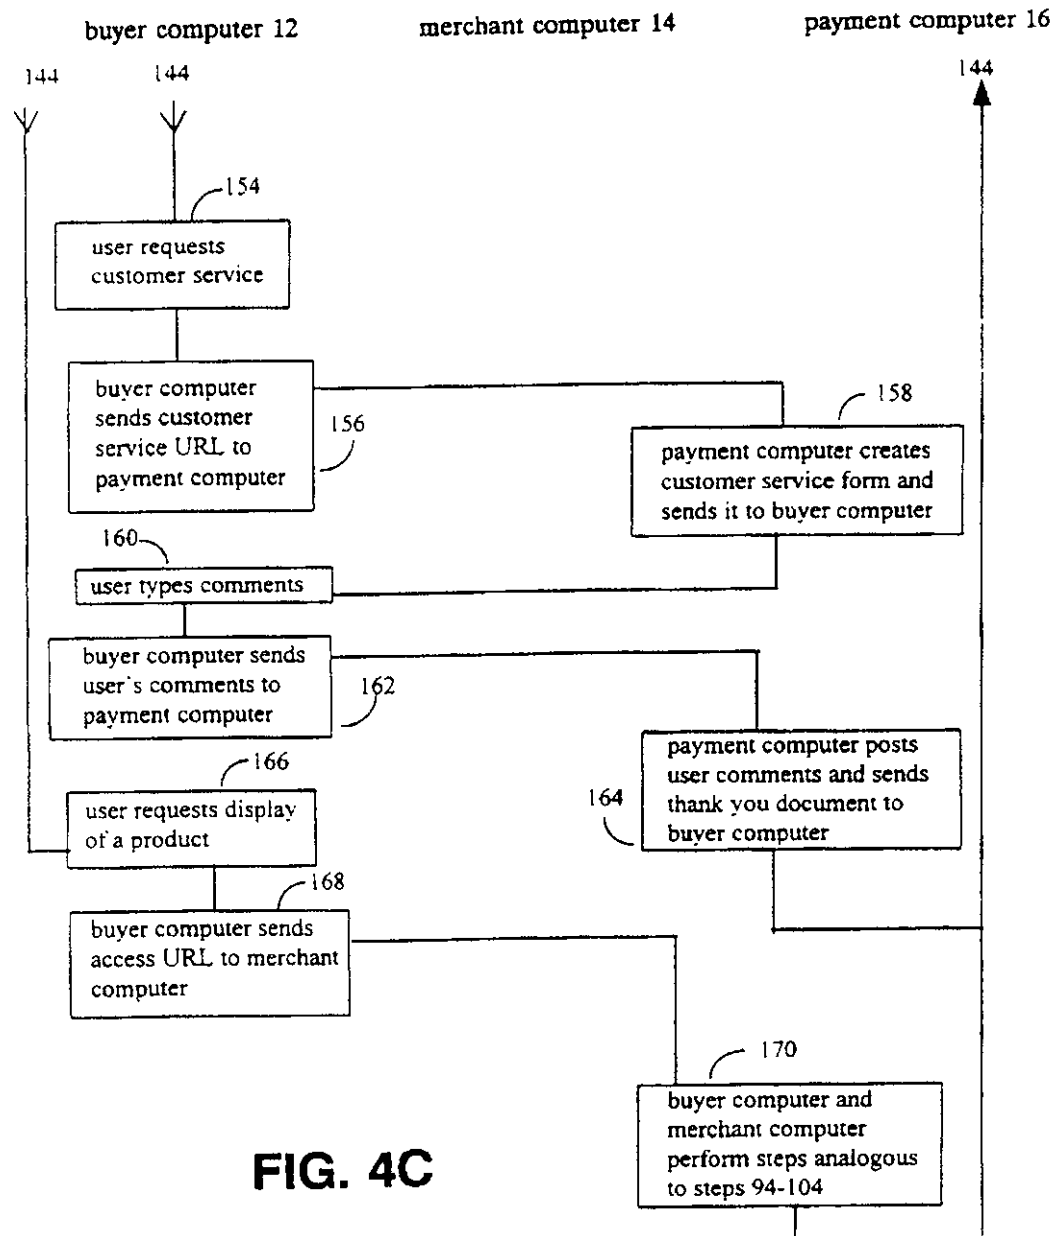 buyer computer 12
merchant computer 14
payment computer 16
144
144
144
154
user requests
customer service
buyer computer
sends customer
service URL to
payment computer
156
158
payment computer creates
customer service form and
sends it to buyer computer
160
user types comments
buyer computer sends
user's comments to
payment computer
162
payment computer posts
user comments and sends
thank you document to
buyer computer
164
166
user requests display
of a product
168
buyer computer sends
access URL to merchant
computer
170
buyer computer and
merchant computer
perform steps analogous
to steps 94-104
FIG. 4C